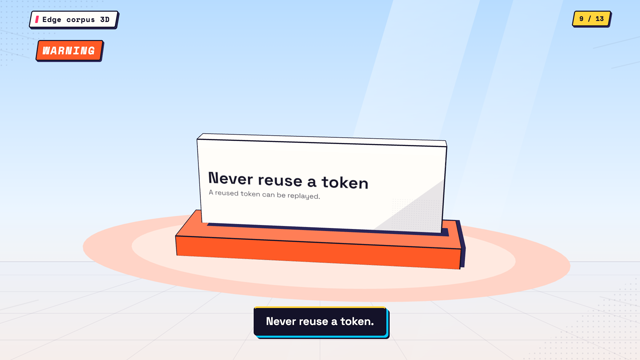 Edge corpus 3D
9 / 13
WARNING
Never reuse a token
A reused token can be replayed.
Never reuse a token.